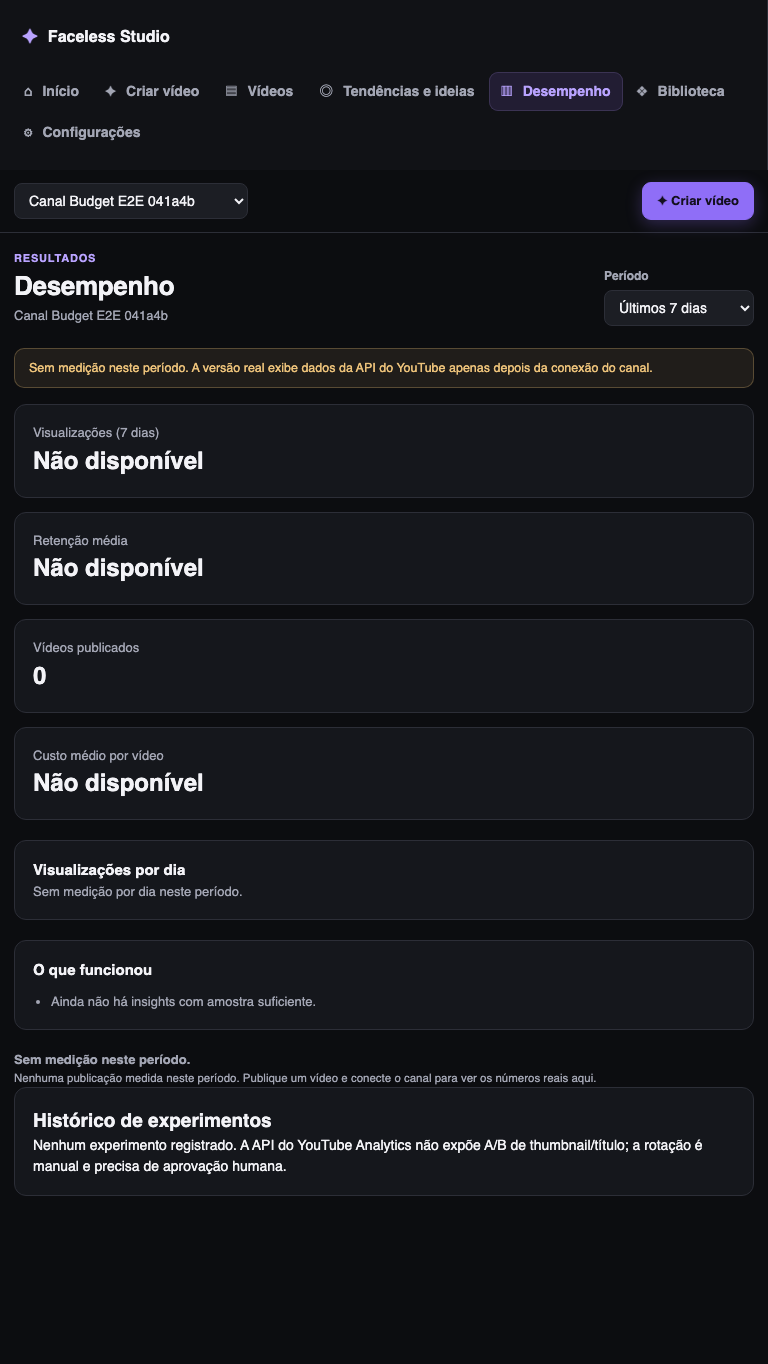 Faceless Studio
Início
Criar vídeo
Vídeos
Tendências e ideias
Desempenho
Biblioteca
Configurações
Canal Budget E2E 041a4b
Criar vídeo
RESULTADOS
Desempenho
Canal Budget E2E 041a4b
Período
Últimos 7 dias
Sem medição neste período. A versão real exibe dados da API do YouTube apenas depois da conexão do canal.
Visualizações (7 dias)
Não disponível
Retenção média
Não disponível
Vídeos publicados
0
Custo médio por vídeo
Não disponível
Visualizações por dia
Sem medição por dia neste período.
O que funcionou
Ainda não há insights com amostra suficiente.
Sem medição neste período.
Nenhuma publicação medida neste período. Publique um vídeo e conecte o canal para ver os números reais aqui.
Histórico de experimentos
Nenhum experimento registrado. A API do YouTube Analytics não expõe A/B de thumbnail/título; a rotação é
manual e precisa de aprovação humana.